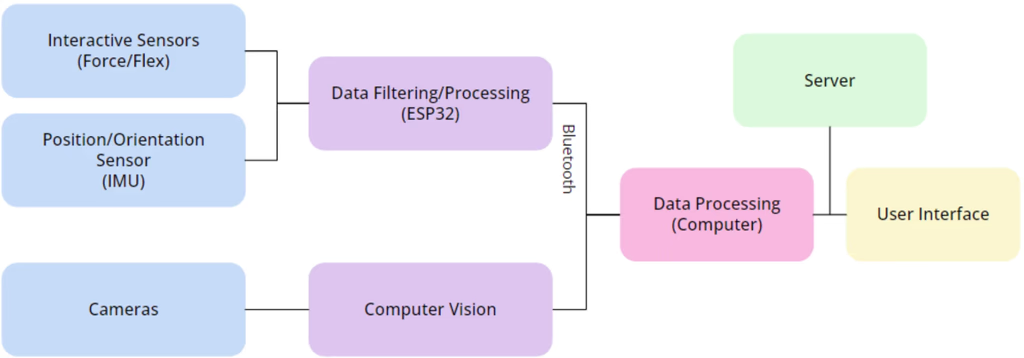 Interactive Sensors
(Force/Flex)
Position/Orientation
Sensor
(IMU)
Cameras
Data Filtering/Processing
(ESP32)
Bluetooth
Computer Vision
Data Processing
(Computer)
Server
User Interface